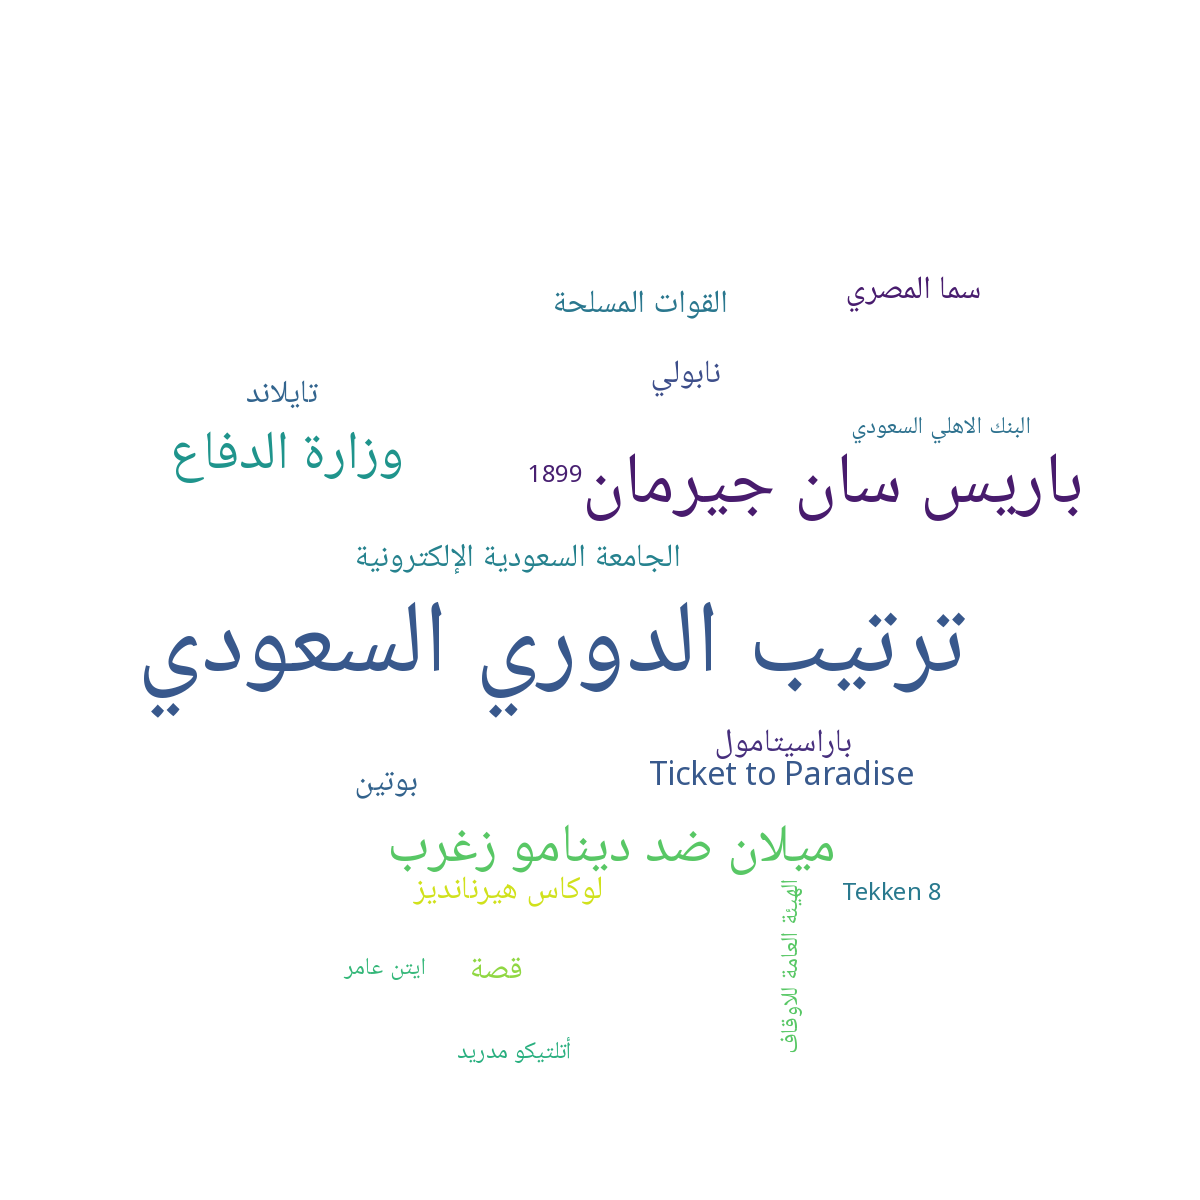 سما المصري
القوات المسلحة
نابولي
تايلاند
البنك الاهلي السعودي
وزارة الدفاع
باريس سان جيرمان
1899
الجامعة السعودية الإلكترونية
ترتيب الدوري السعودي
باراسيتامول
Ticket to Paradise
بوتين
ميلان ضد دينامو زغرب
لوكاس هيرنانديز
Tekken 8
الهيئة العامة للاوقاف
قصة
ايتن عامر
أتلتيكو مدريد